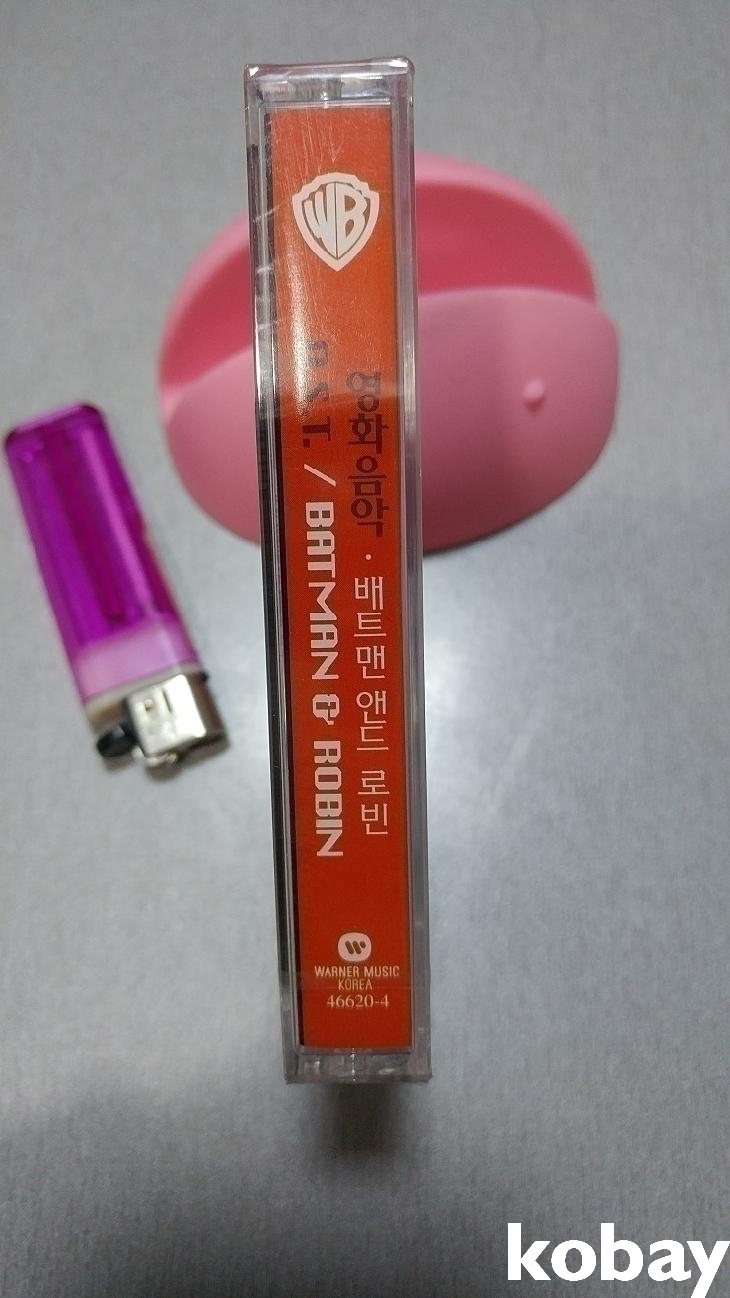 WB
영화음악 · 배트맨 앤드 로빈
O.S.T. / BATMAN & ROBIN
WARNER MUSIC
KOREA
46620-4
kobay